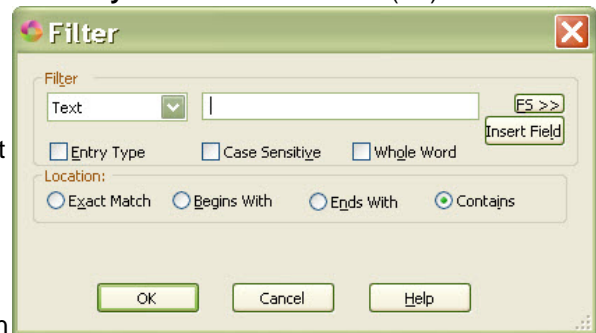 Filter
Filter
Text
FS >>
Insert Field
t
Entry Type Case Sensitive Whole Word
Location:
Exact Match Begins With Ends With Contains
OK Cancel Help